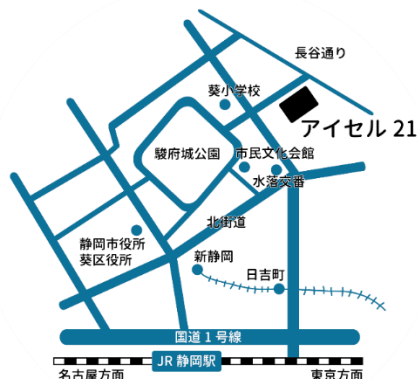 長谷通り
葵小学校
アイセル 21
駿府城公園
市民文化会館
水落交番
北街道
静岡市役所
葵区役所
新静岡
日吉町
国道 1 号線
JR 静岡駅
名古屋方面
東京方面